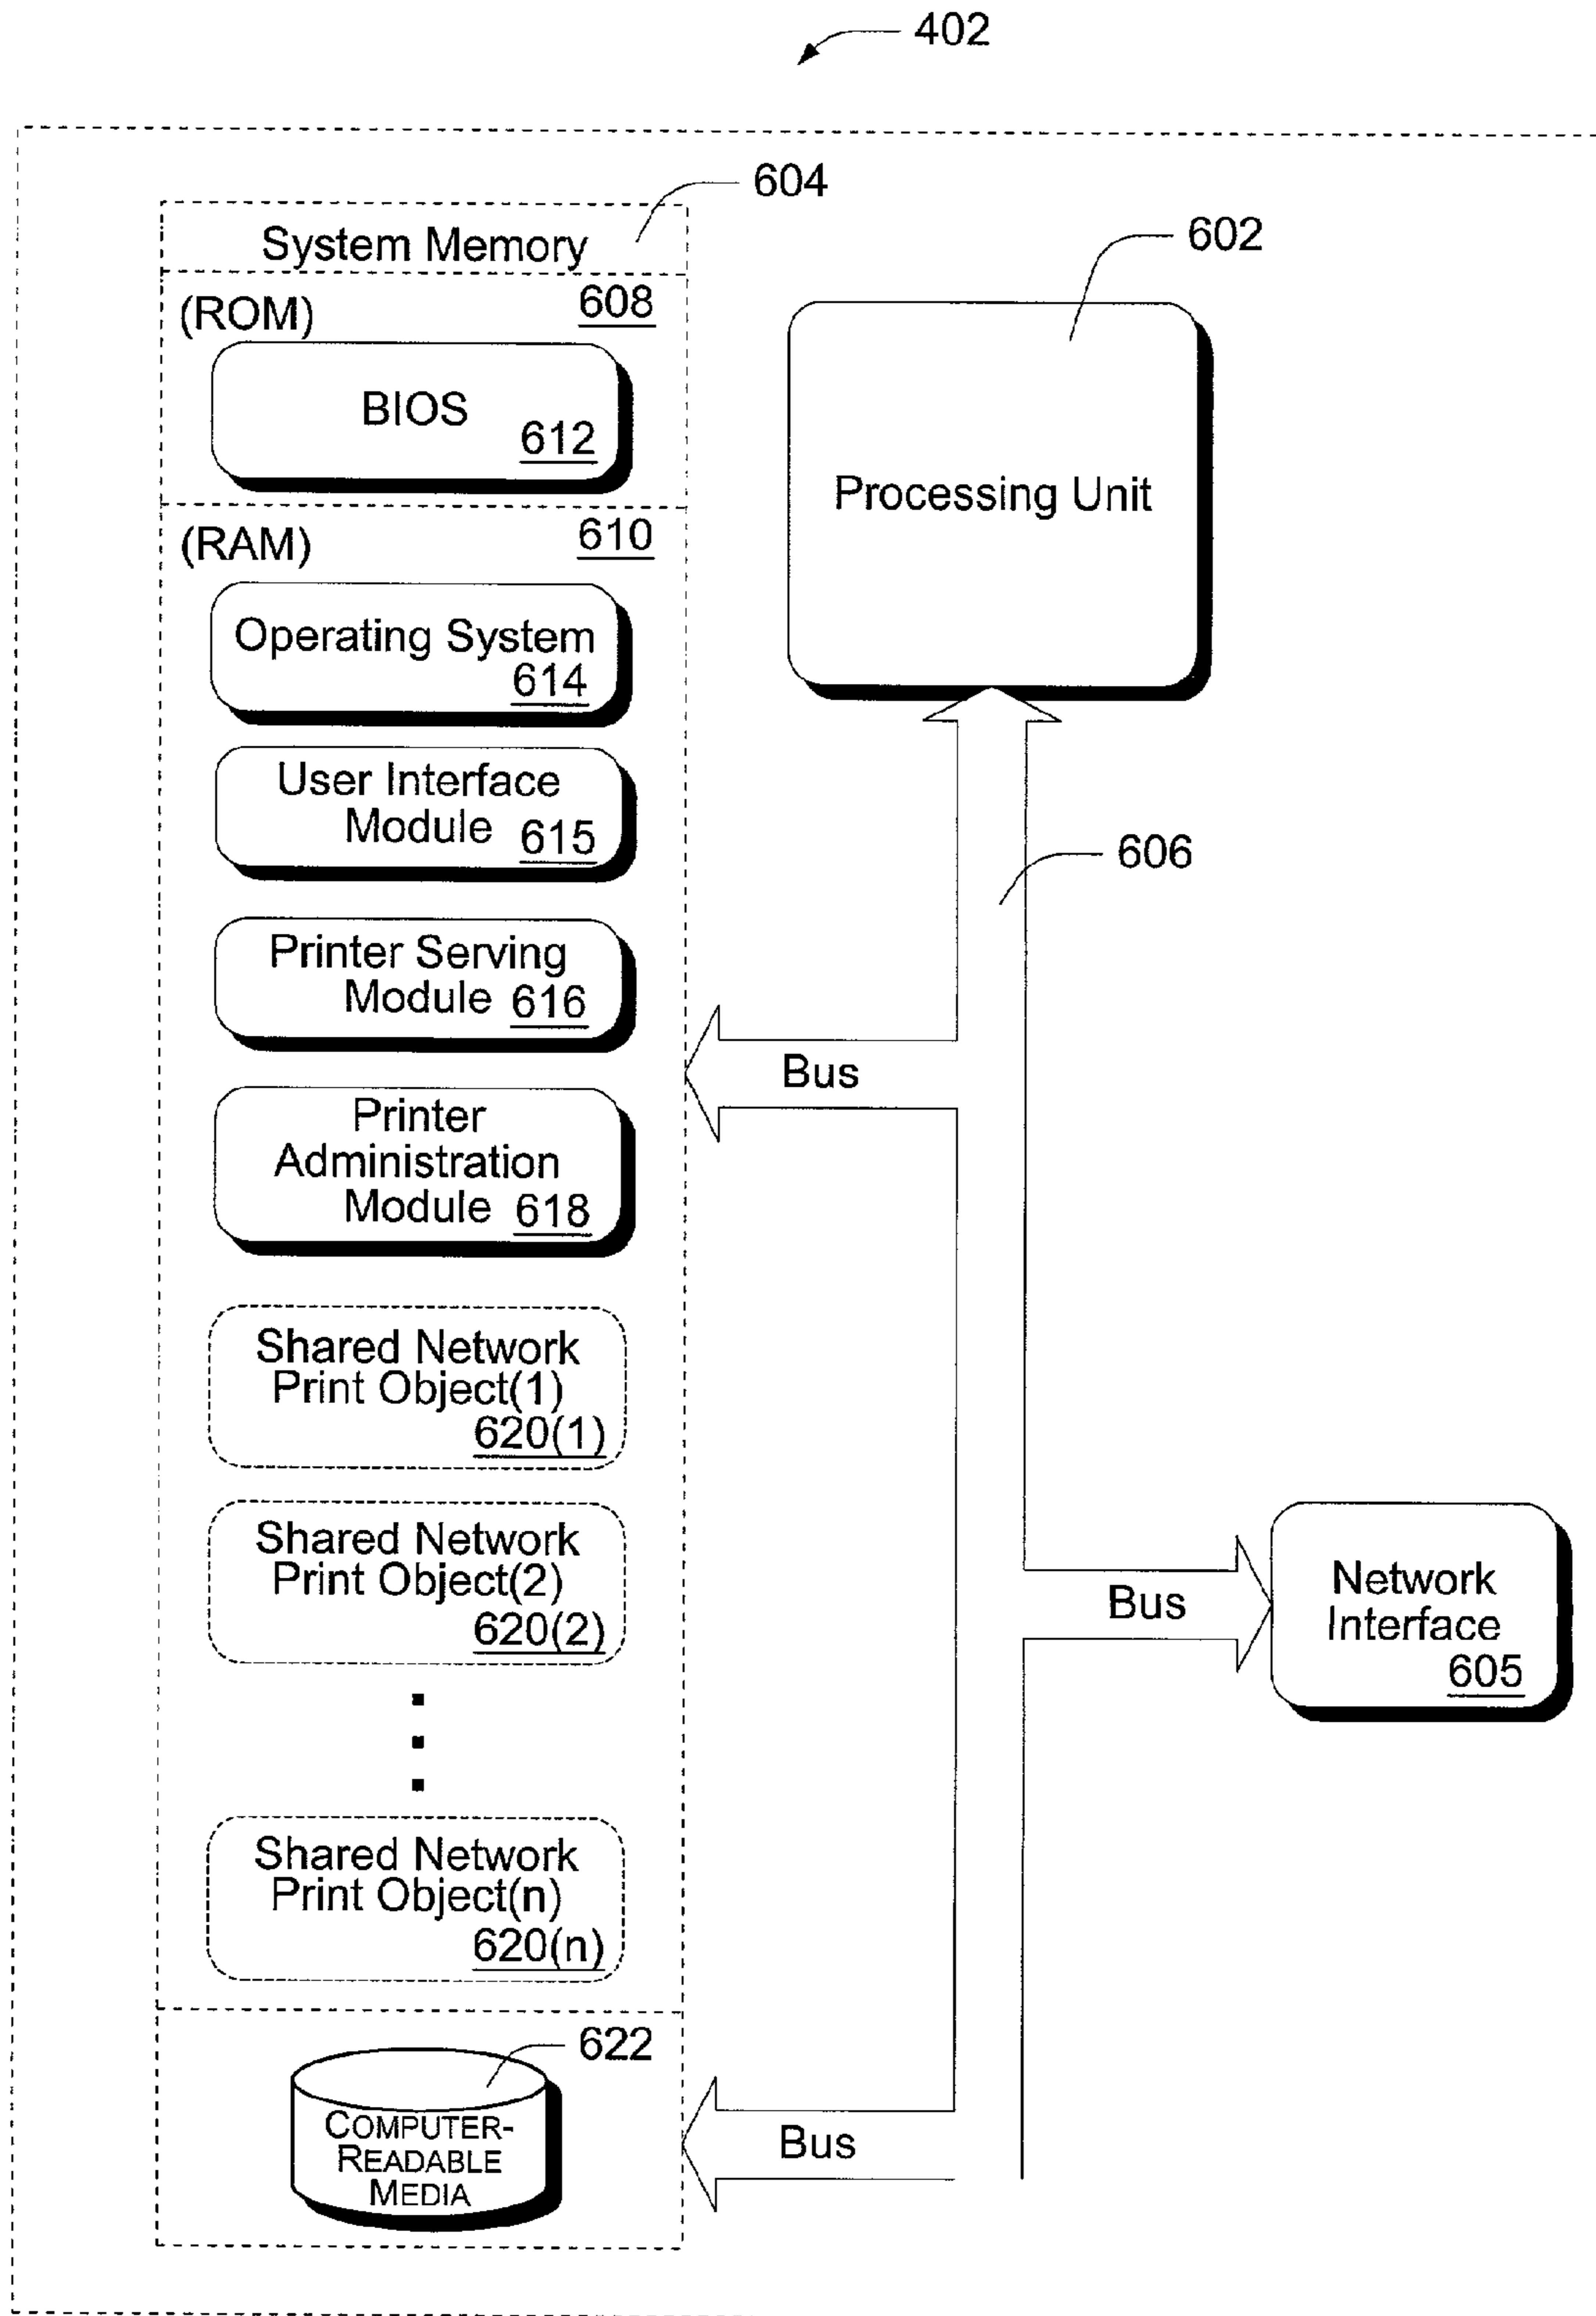 402
604
System Memory
602
(ROM)
608
BIOS
612
Processing Unit
(RAM)
610
Operating System
614
User Interface
Module 615
606
Printer Serving
Module 616
Bus
Printer
Administration
Module 618
Shared Network
Print Object(1)
620(1)
Shared Network
Print Object(2)
620(2)
Bus
Network
Interface
605
Shared Network
Print Object(n)
620(n)
622
COMPUTER-
READABLE
MEDIA
Bus